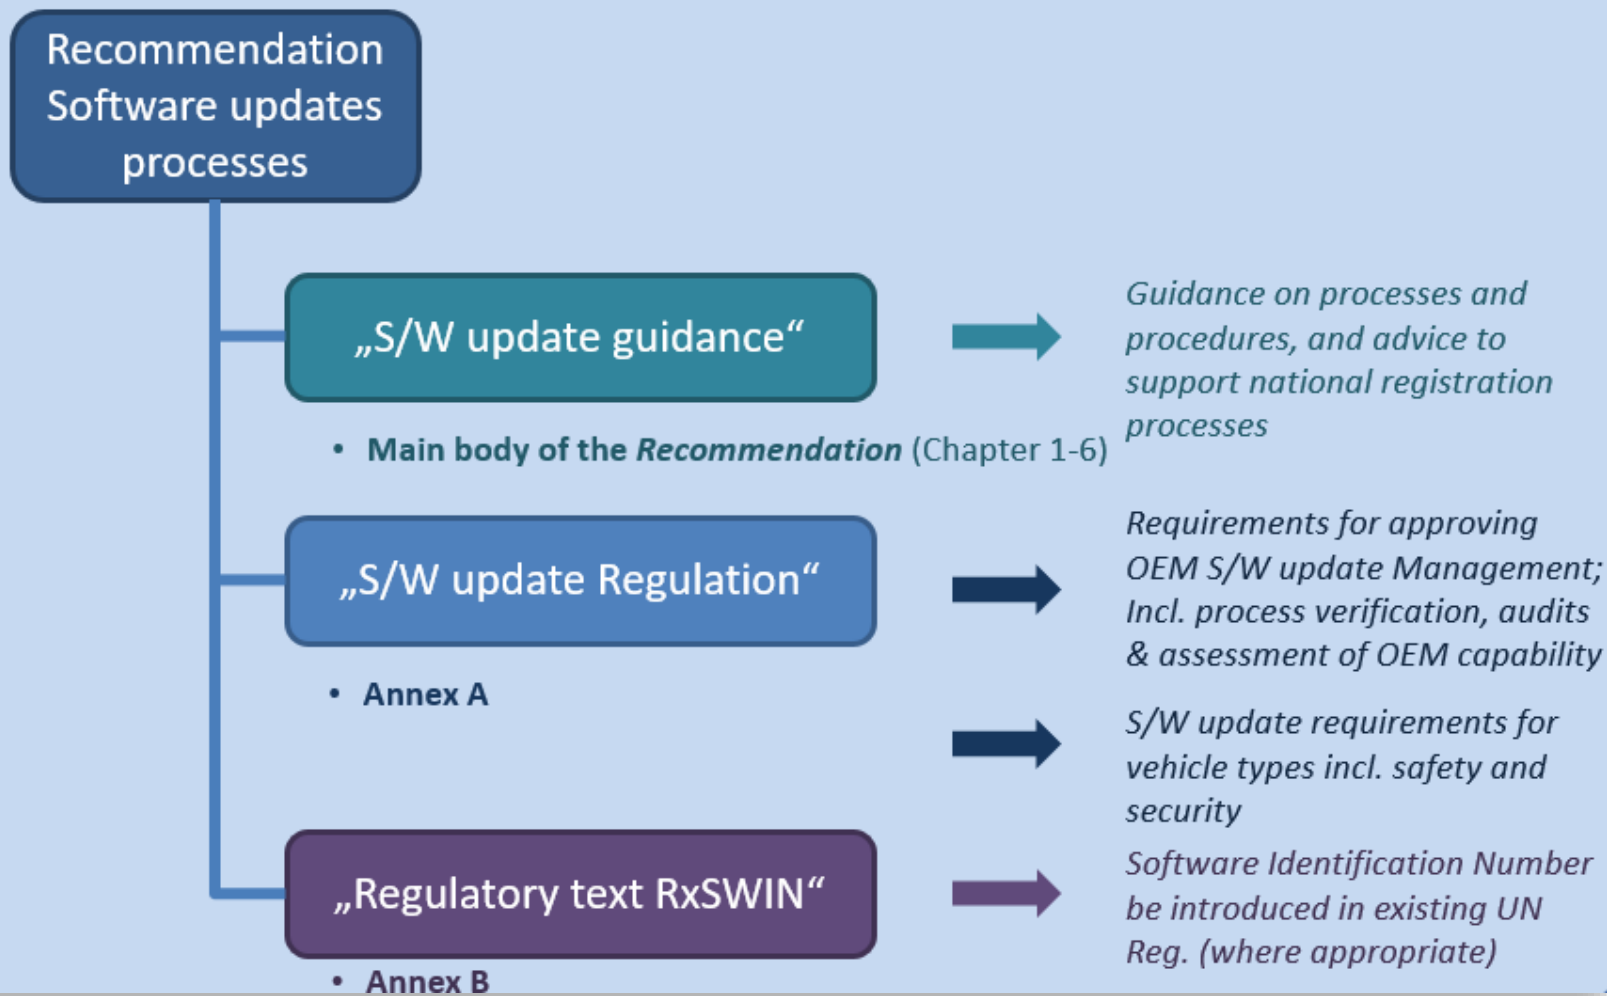 Recommendation
Software updates
processes
„S/W update guidance“
Guidance on processes and
procedures, and advice to
support national registration
processes
• Main body of the Recommendation (Chapter 1-6)
„S/W update Regulation“
Requirements for approving
OEM S/W update Management;
Incl. process verification, audits
& assessment of OEM capability
• Annex A
S/W update requirements for
vehicle types incl. safety and
security
„Regulatory text RxSWIN“
Software Identification Number
be introduced in existing UN
Reg. (where appropriate)
• Annex B